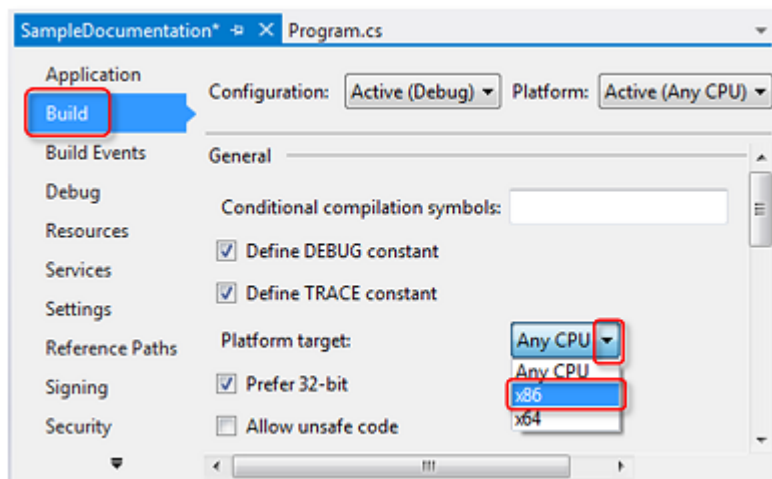 SampleDocumentation* Program.cs
Application
Build
Build Events
Debug
Resources
Services
Settings
Reference Paths
Signing
Security
Configuration: Active (Debug) Platform: Active (Any CPU)
General
Conditional compilation symbols:
Define DEBUG constant
Define TRACE constant
Platform target: Any CPU
Any CPU
x86
x64
Prefer 32-bit
Allow unsafe code